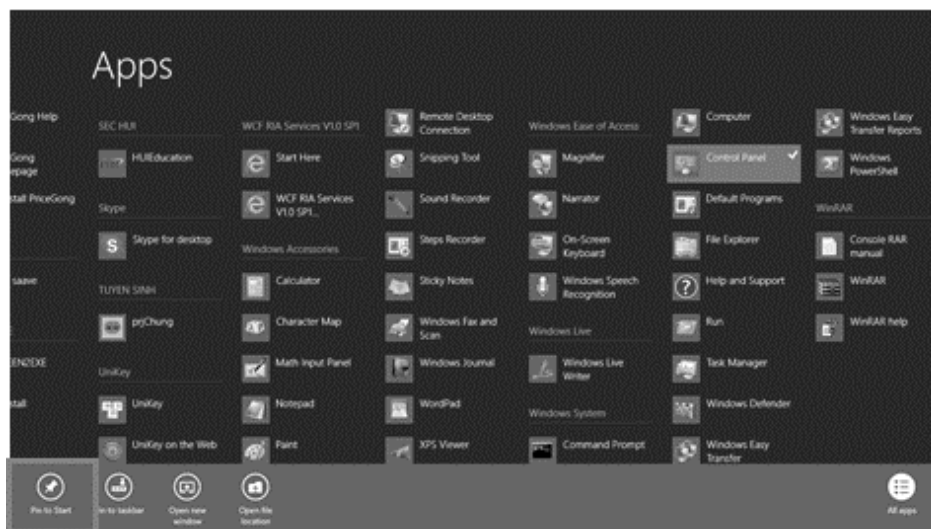 Apps
Gong Help
Gong
epage
stall PriceGong
saave
EN2EXE
stall
SEC HUI
HUIEducation
Skype
Skype for desktop
TUYEN SINH
prjChung
UniKey
UniKey
UniKey on the Web
WCF RIA Services V1.0 SP1
Start Here
WCF RIA Services
V1.0 SP1...
Windows Accessories
Calculator
Character Map
Math Input Panel
Notepad
Paint
Remote Desktop
Connection
Snipping Tool
Sound Recorder
Steps Recorder
Sticky Notes
Windows Fax and
Scan
Windows Journal
WordPad
XPS Viewer
Windows Ease of Access
Magnifier
Narrator
On-Screen
Keyboard
Windows Speech
Recognition
Windows Live
Windows Live
Writer
Windows System
Command Prompt
Computer
Control Panel
Default Programs
File Explorer
Help and Support
Run
Task Manager
Windows Defender
Windows Easy
Transfer
Windows Easy
Transfer Reports
Windows
PowerShell
WinRAR
Console RAR
manual
WinRAR
WinRAR help
Pin to Start
in to taskbar
Open new
window
Open file
location
All apps